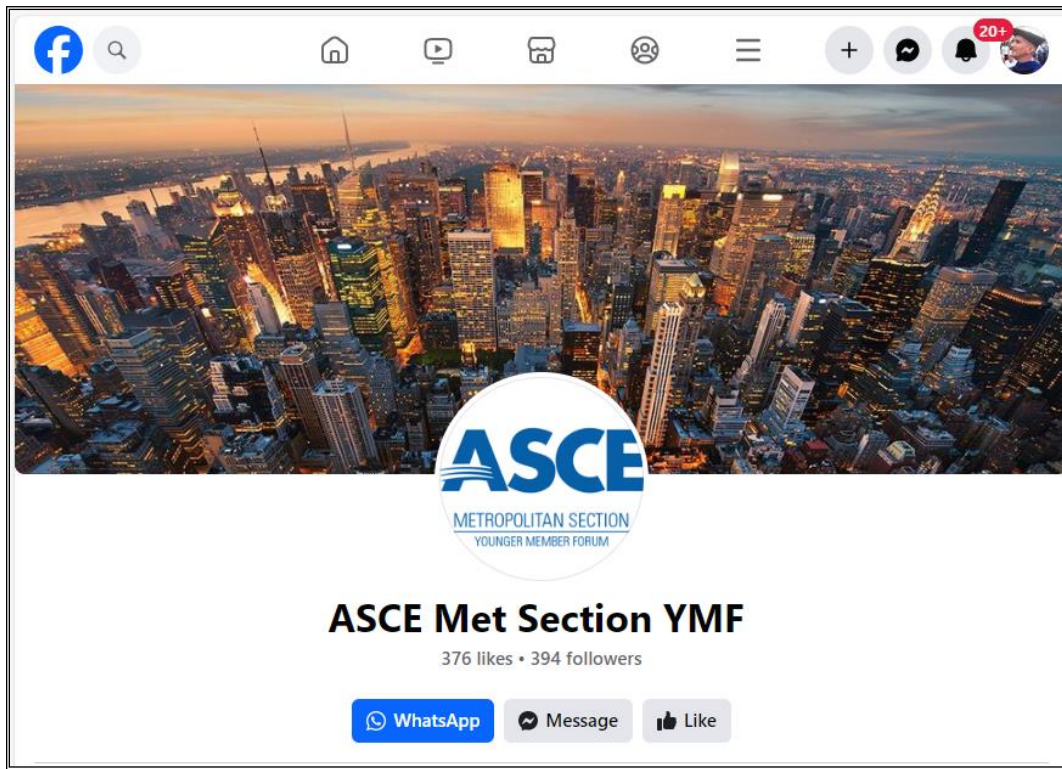 20+
ASCE
METROPOLITAN SECTION
YOUNGER MEMBER FORUM
ASCE Met Section YMF
376 likes • 394 followers
WhatsApp Message Like